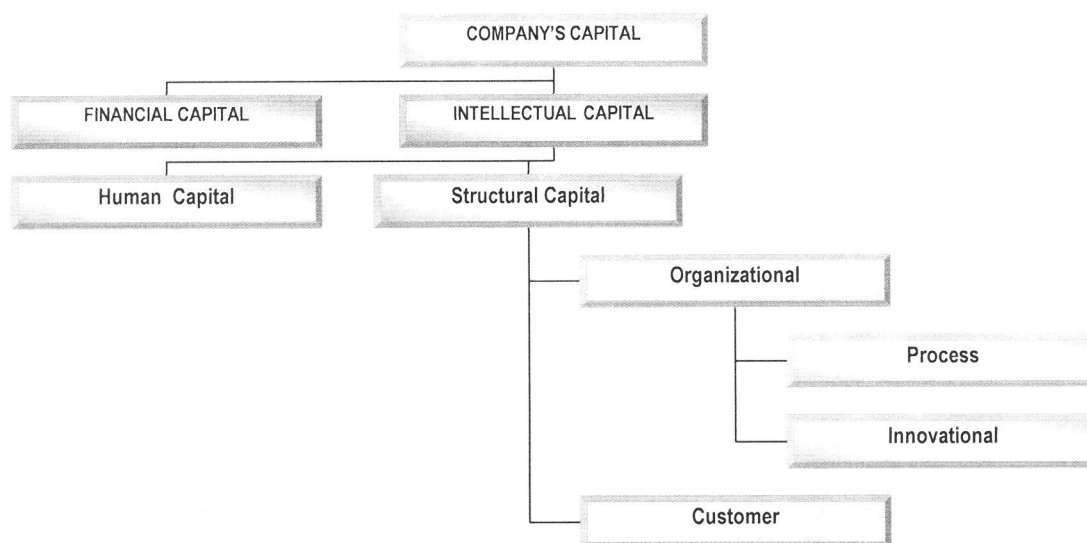 COMPANY'S CAPITAL
FINANCIAL CAPITAL
INTELLECTUAL CAPITAL
Human Capital
Structural Capital
Organizational
Process
Innovational
Customer